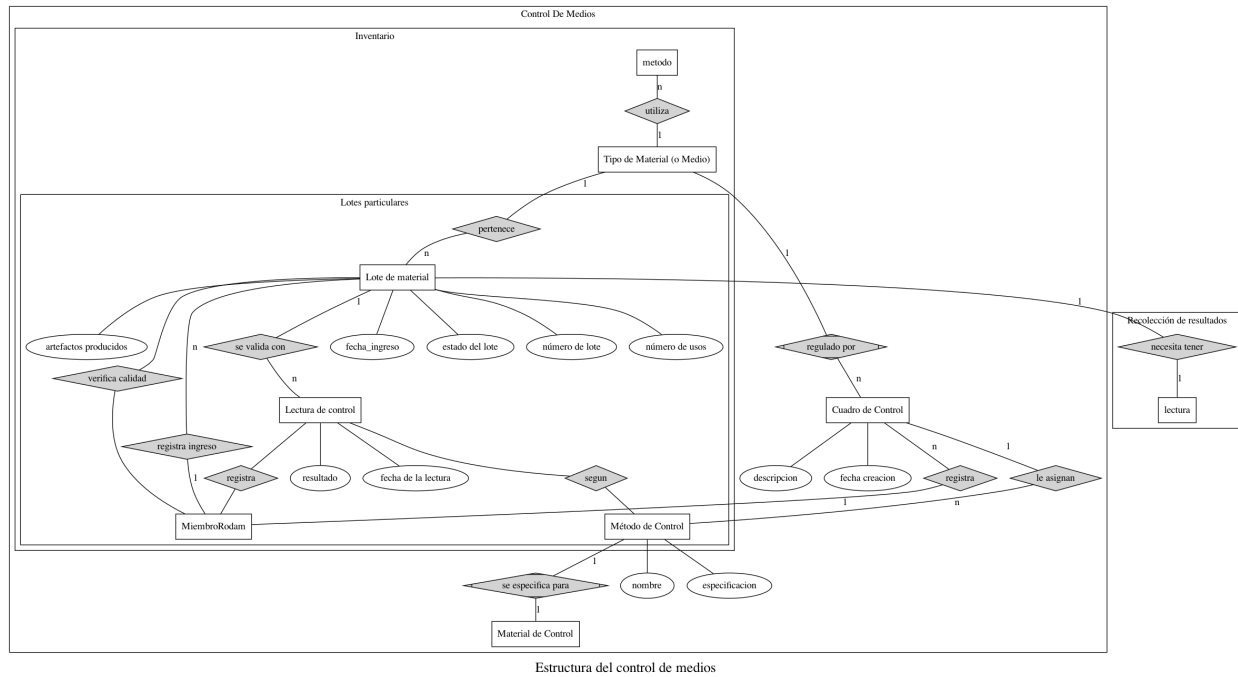 Control De Medios
Inventario
metodo
n
utiliza
1
Tipo de Material (o Medio)
1
Lotes particulares
pertenece
n
1
Lote de material
1
1
Recolección de resultados
n
artefactos producidos
se valida con
fecha_ingreso
estado del lote
número de lote
número de usos
regulado por
necesita tener
verifica calidad
n
n
1
Lectura de control
Cuadro de Control
lectura
registra ingreso
n
1
1
registra
resultado
fecha de la lectura
segun
descripcion
fecha creacion
registra
le asignan
1
n
MiembroRodam
Método de Control
1
se especifica para
nombre
especificacion
1
Material de Control
Estructura del control de medios